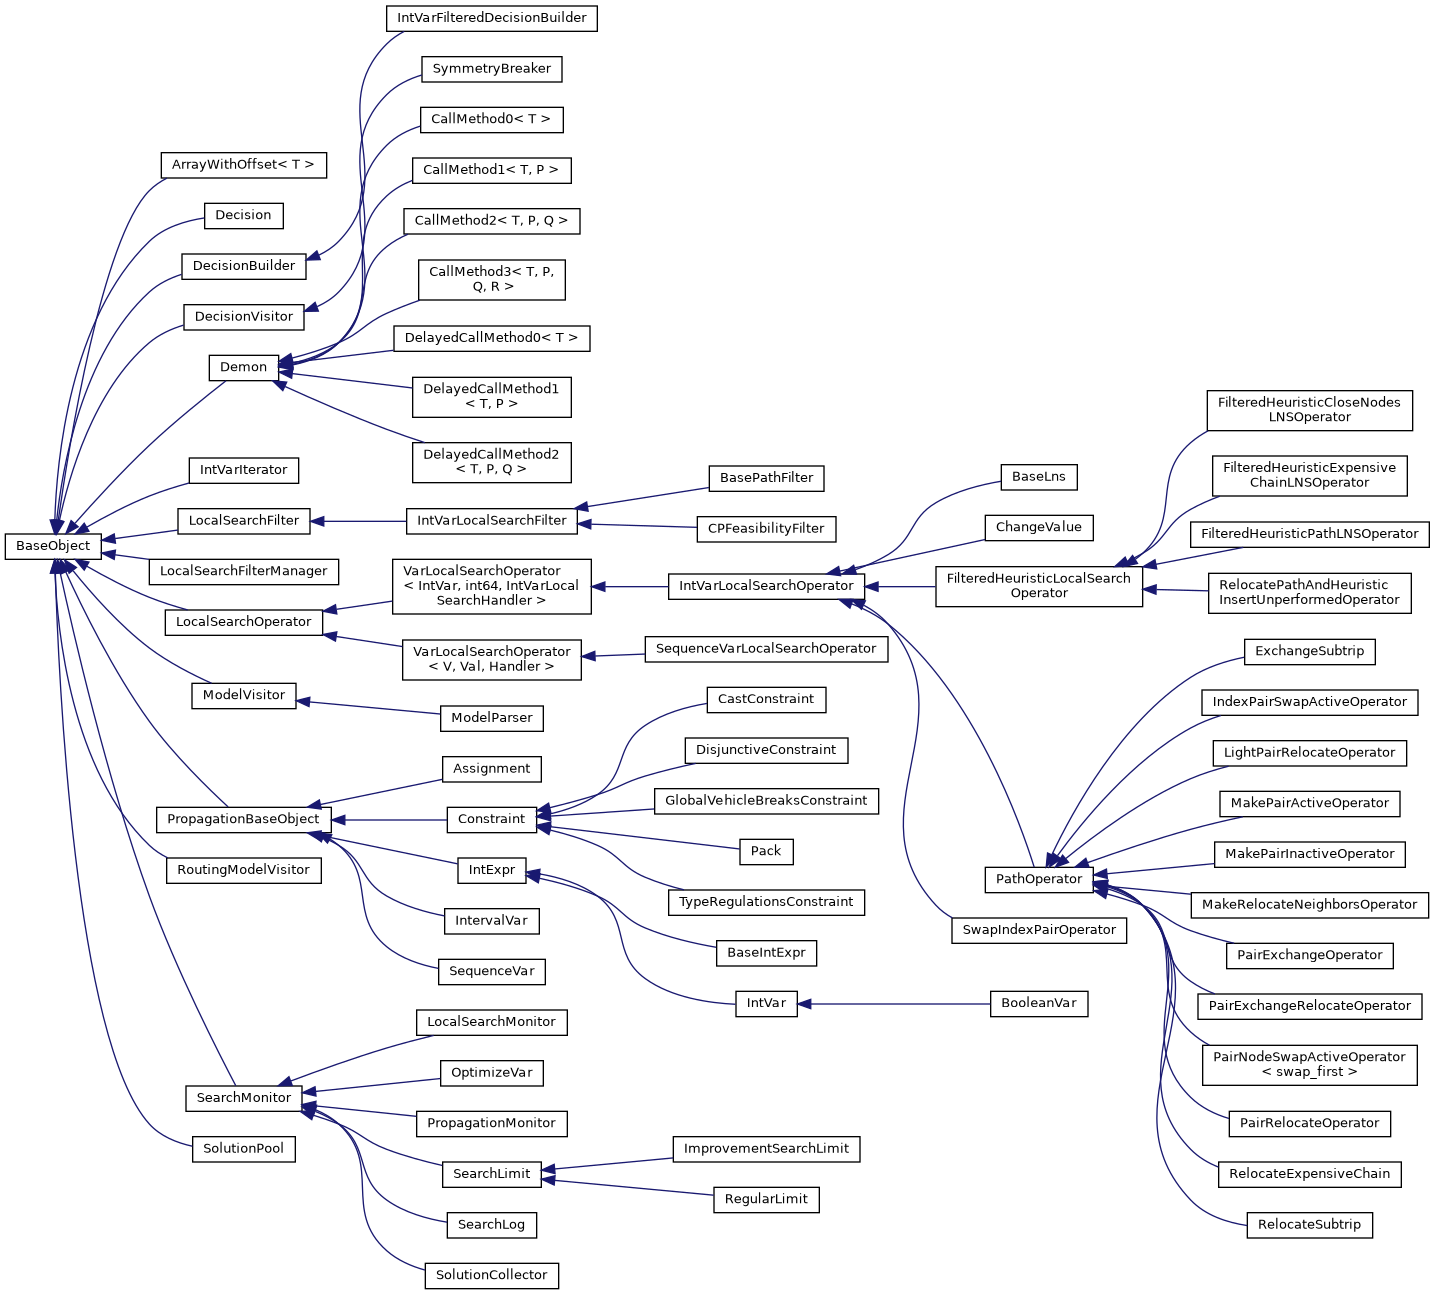 IntVarFilteredDecisionBuilder
SymmetryBreaker
CallMethod0< T >
ArrayWithOffset< T >
CallMethod1< T, P >
Decision
CallMethod2< T, P, Q >
DecisionBuilder
CallMethod3< T, P,
Q, R >
DecisionVisitor
DelayedCallMethod0< T >
Demon
DelayedCallMethod1
< T, P >
DelayedCallMethod2
< T, P, Q >
FilteredHeuristicCloseNodes
LNSOperator
IntVarIterator
BasePathFilter
BaseLns
FilteredHeuristicExpensive
ChainLNSOperator
LocalSearchFilter
IntVarLocalSearchFilter
CPFeasibilityFilter
ChangeValue
FilteredHeuristicPathLNSOperator
BaseObject
LocalSearchFilterManager
VarLocalSearchOperator
< IntVar, int64, IntVarLocal
SearchHandler >
IntVarLocalSearchOperator
FilteredHeuristicLocalSearch
Operator
RelocatePathAndHeuristic
InsertUnperformedOperator
LocalSearchOperator
VarLocalSearchOperator
< V, Val, Handler >
SequenceVarLocalSearchOperator
ExchangeSubtrip
ModelVisitor
ModelParser
CastConstraint
IndexPairSwapActiveOperator
DisjunctiveConstraint
LightPairRelocateOperator
Assignment
GlobalVehicleBreaksConstraint
MakePairActiveOperator
PropagationBaseObject
Constraint
Pack
MakePairInactiveOperator
RoutingModelVisitor
IntExpr
PathOperator
TypeRegulationsConstraint
MakeRelocateNeighborsOperator
IntervalVar
SwapIndexPairOperator
BaseIntExpr
PairExchangeOperator
SequenceVar
IntVar
BooleanVar
PairExchangeRelocateOperator
LocalSearchMonitor
PairNodeSwapActiveOperator
< swap_first >
OptimizeVar
SearchMonitor
PropagationMonitor
PairRelocateOperator
SolutionPool
ImprovementSearchLimit
SearchLimit
RelocateExpensiveChain
RegularLimit
SearchLog
RelocateSubtrip
SolutionCollector